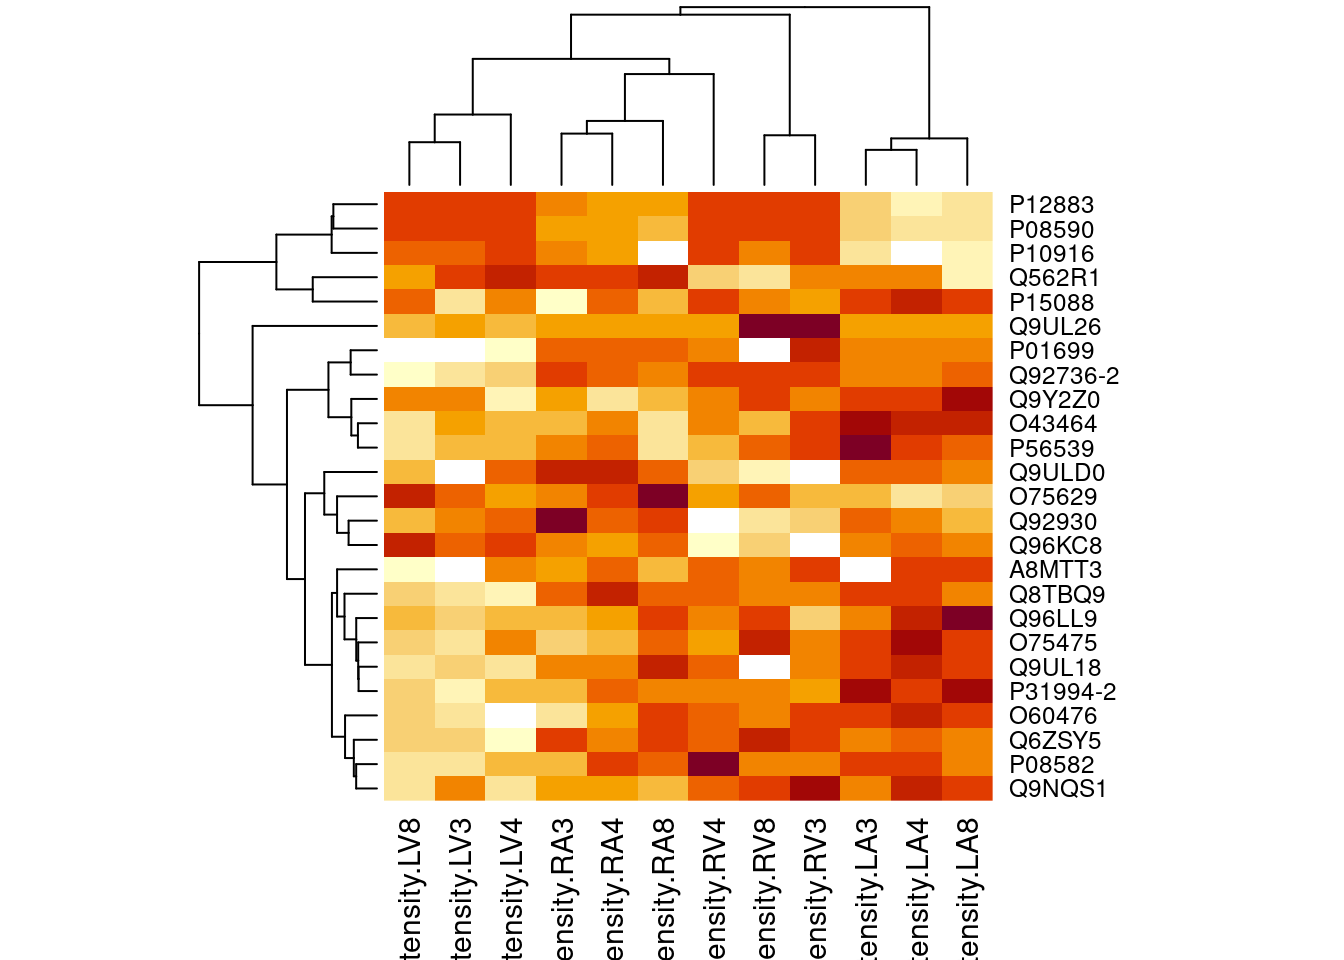 P12883
P08590
P10916
Q562R1
P15088
Q9UL26
P01699
Q92736-2
Q9Y2Z0
O43464
P56539
Q9ULD0
O75629
Q92930
Q96KC8
A8MTT3
Q8TBQ9
Q96LL9
O75475
Q9UL18
P31994-2
O60476
Q6ZSY5
P08582
Q9NQS1
tensity.LV8
tensity.LV3
tensity.LV4
ensity.RA3
ensity.RA4
ensity.RA8
ensity.RV4
ensity.RV8
ensity.RV3
tensity.LA3
tensity.LA4
tensity.LA8